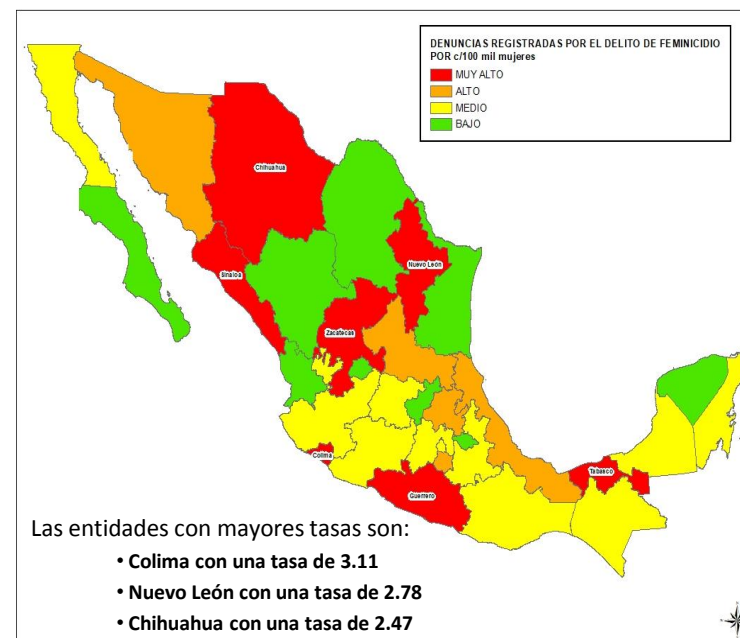 DENUNCIAS REGISTRADAS POR EL DELITO DE FEMINICIDIO
POR c/100 mil mujeres
MUY ALTO
ALTO
MEDIO
BAJO
Chihuahua
Sinaloa
Nuevo León
Zacatecas
Colima
Guerrero
Tabasco
Las entidades con mayores tasas son:
• Colima con una tasa de 3.11
• Nuevo León con una tasa de 2.78
• Chihuahua con una tasa de 2.47